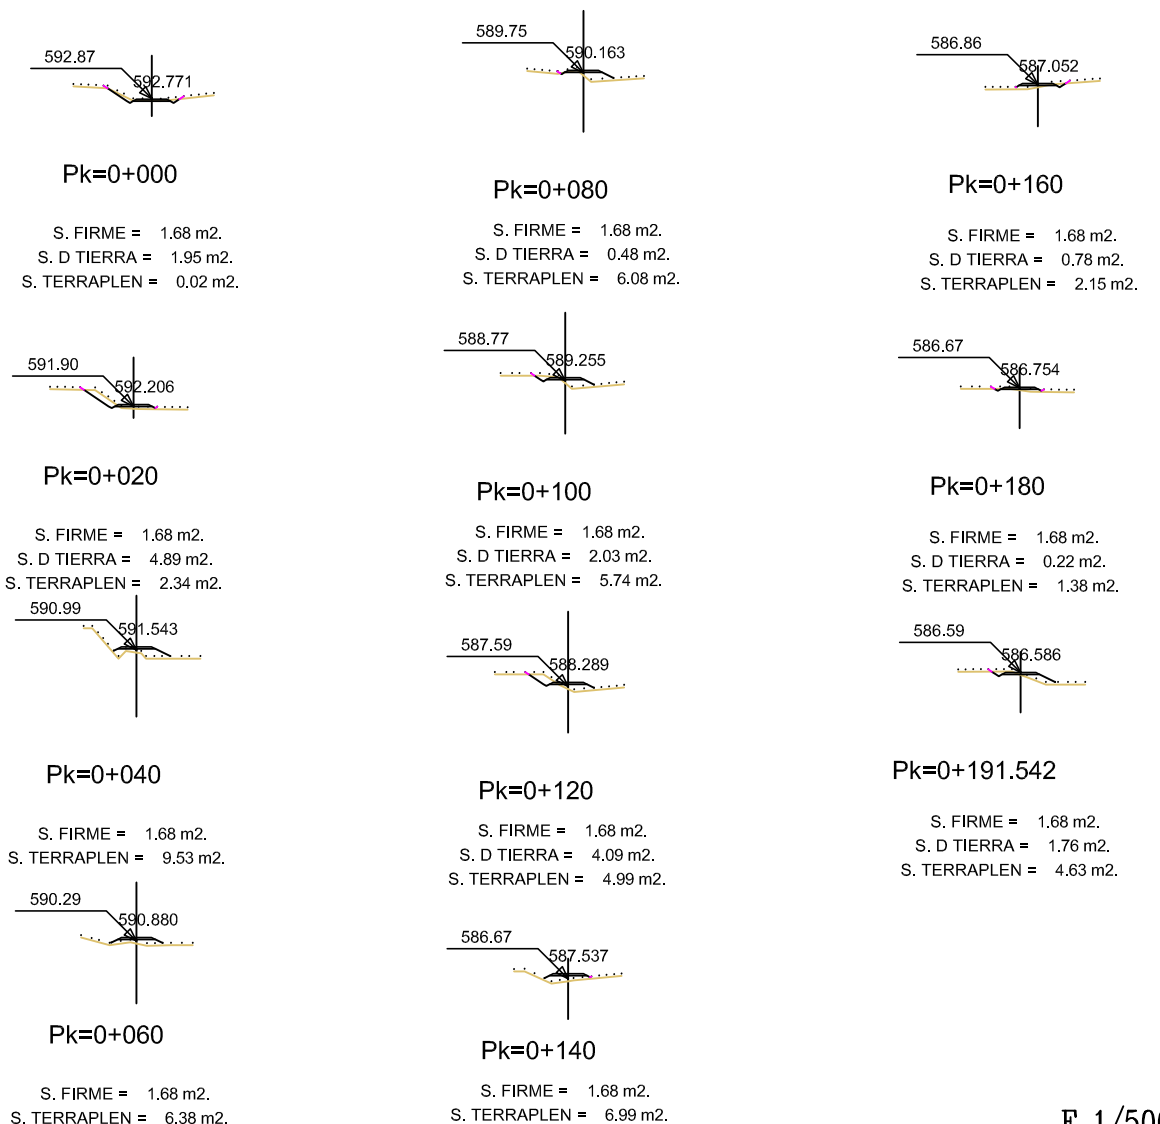 592.87
592.771
Pk=0+000
S. FIRME = 1.68 m2.
S. D TIERRA = 1.95 m2.
S. TERRAPLEN = 0.02 m2.
591.90
592.206
Pk=0+020
S. FIRME = 1.68 m2.
S. D TIERRA = 4.89 m2.
S. TERRAPLEN = 2.34 m2.
590.99
591.543
Pk=0+040
S. FIRME = 1.68 m2.
S. TERRAPLEN = 9.53 m2.
590.29
590.880
Pk=0+060
S. FIRME = 1.68 m2.
S. TERRAPLEN = 6.38 m2.
589.75
590.163
Pk=0+080
S. FIRME = 1.68 m2.
S. D TIERRA = 0.48 m2.
S. TERRAPLEN = 6.08 m2.
588.77
589.255
Pk=0+100
S. FIRME = 1.68 m2.
S. D TIERRA = 2.03 m2.
S. TERRAPLEN = 5.74 m2.
587.59
588.289
Pk=0+120
S. FIRME = 1.68 m2.
S. D TIERRA = 4.09 m2.
S. TERRAPLEN = 4.99 m2.
586.67
587.537
Pk=0+140
S. FIRME = 1.68 m2.
S. TERRAPLEN = 6.99 m2.
586.86
587.052
Pk=0+160
S. FIRME = 1.68 m2.
S. D TIERRA = 0.78 m2.
S. TERRAPLEN = 2.15 m2.
586.67
586.754
Pk=0+180
S. FIRME = 1.68 m2.
S. D TIERRA = 0.22 m2.
S. TERRAPLEN = 1.38 m2.
586.59
586.586
Pk=0+191.542
S. FIRME = 1.68 m2.
S. D TIERRA = 1.76 m2.
S. TERRAPLEN = 4.63 m2.